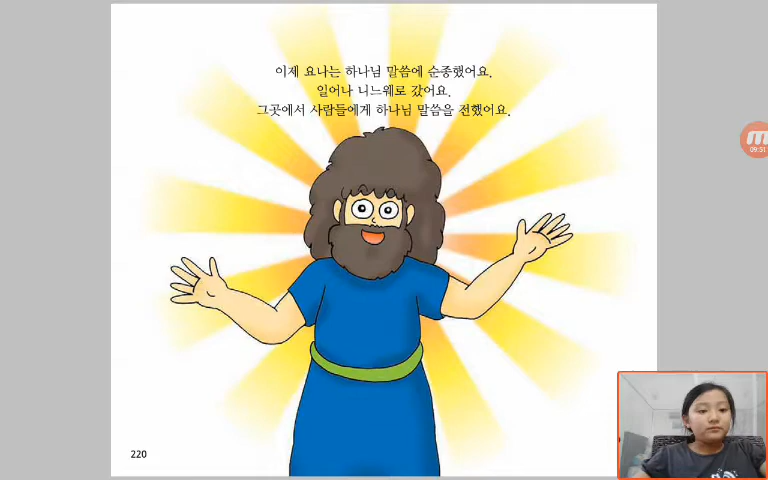 이제 요나는 하나님 말씀에 순종했어요.
일어나 니느웨로 갔어요.
그곳에서 사람들에게 하나님 말씀을 전했어요.
09:51
220